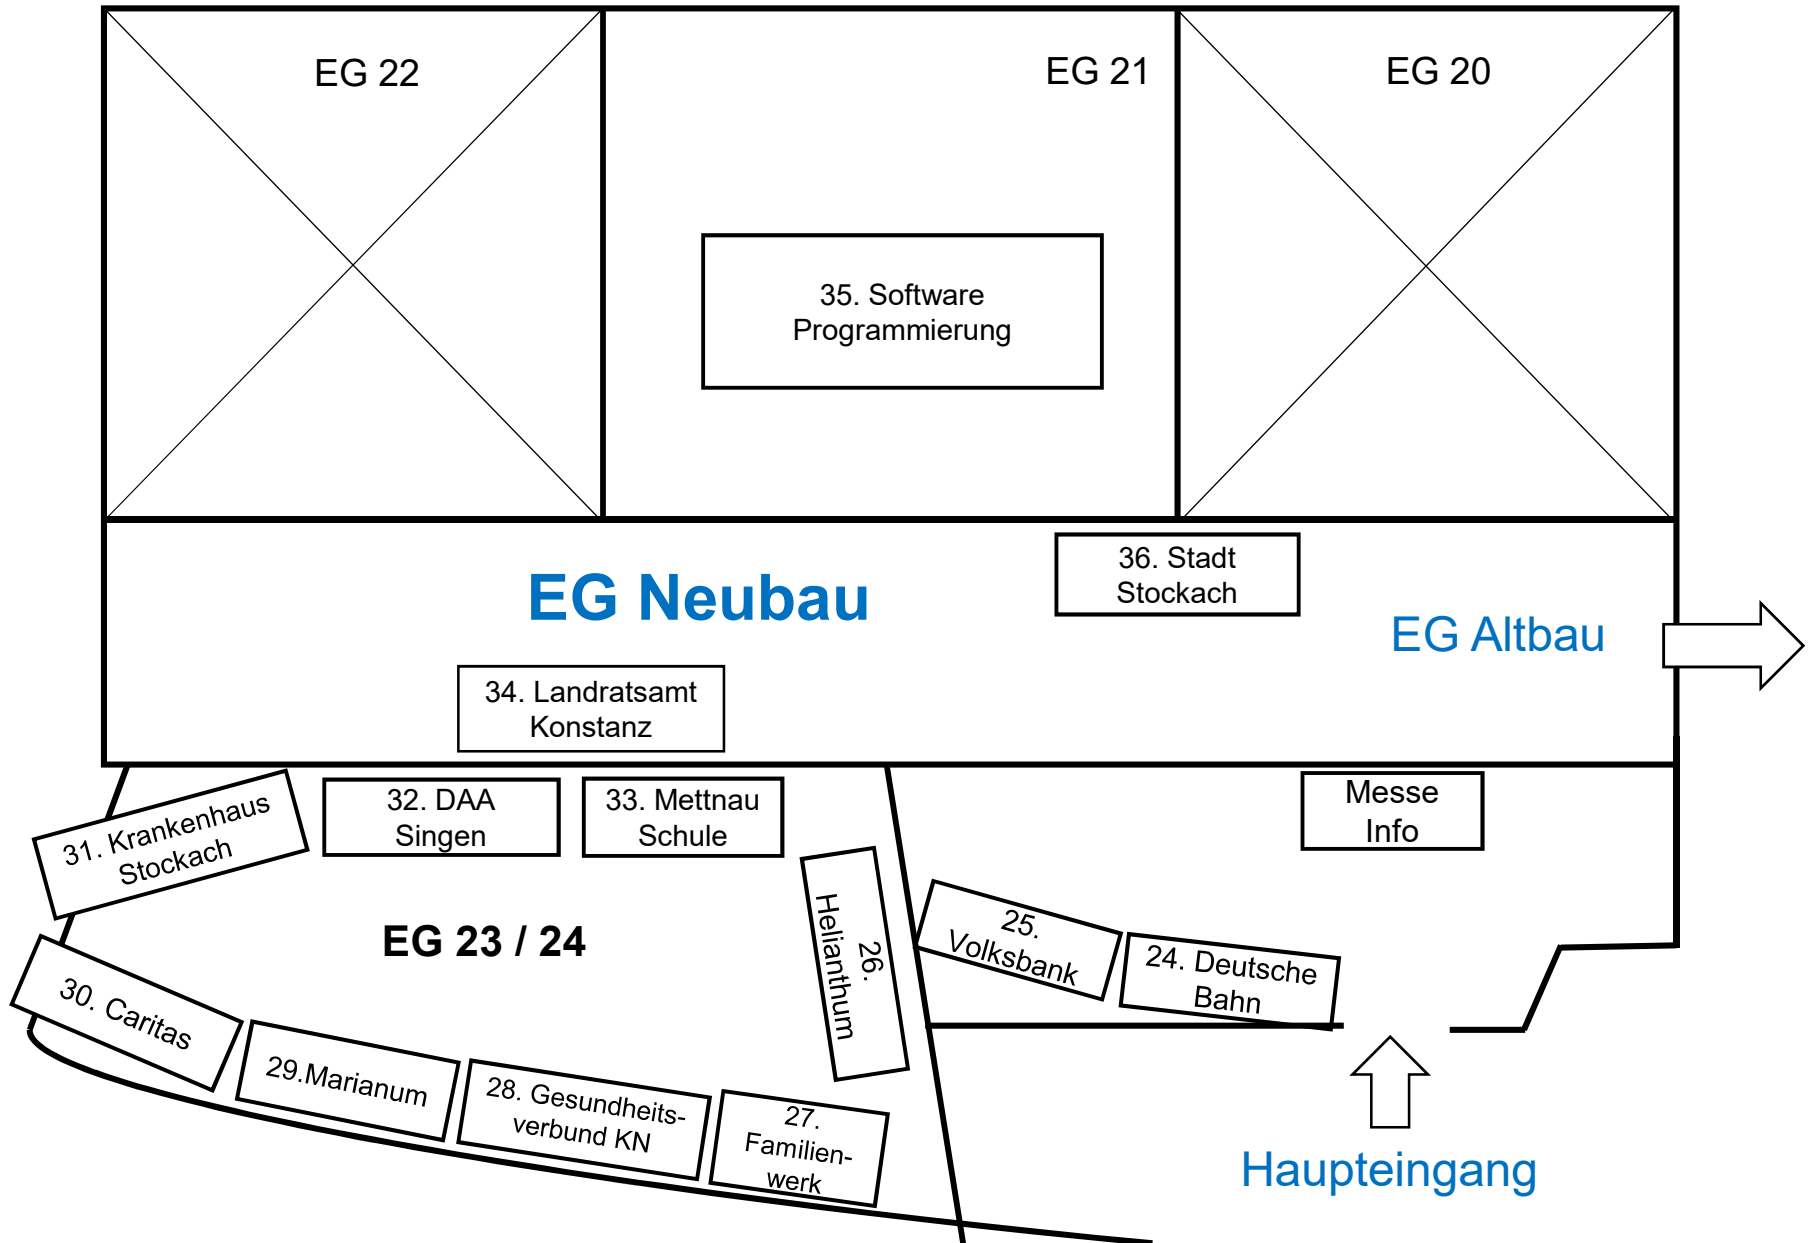 EG 22
EG 21
EG 20
35. Software
Programmierung
36. Stadt
Stockach
EG Neubau
EG Altbau
34. Landratsamt
Konstanz
31. Krankenhaus
Stockach
32. DAA
Singen
33. Mettnau
Schule
Messe
Info
26.
Helianthum
25.
Volksbank
24. Deutsche
Bahn
EG 23 / 24
30. Caritas
29.Marianum
28. Gesundheits-
verbund KN
27.
Familien-
werk
Haupteingang